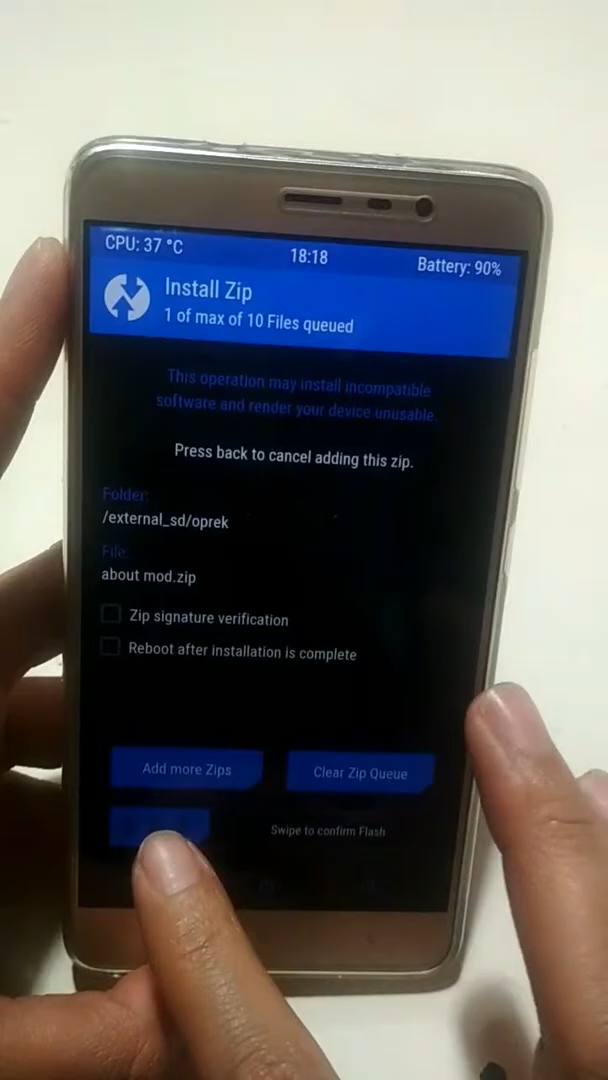 CPU: 37 °C
18:18
Battery: 90%
Install Zip
1 of max of 10 Files queued
This operation may install incompatible
software and render your device unusable.
Press back to cancel adding this zip.
Folder:
/external_sd/oprek
File:
about mod.zip
Zip signature verification
Reboot after installation is complete
Add more Zips
Clear Zip Queue
Swipe to confirm Flash